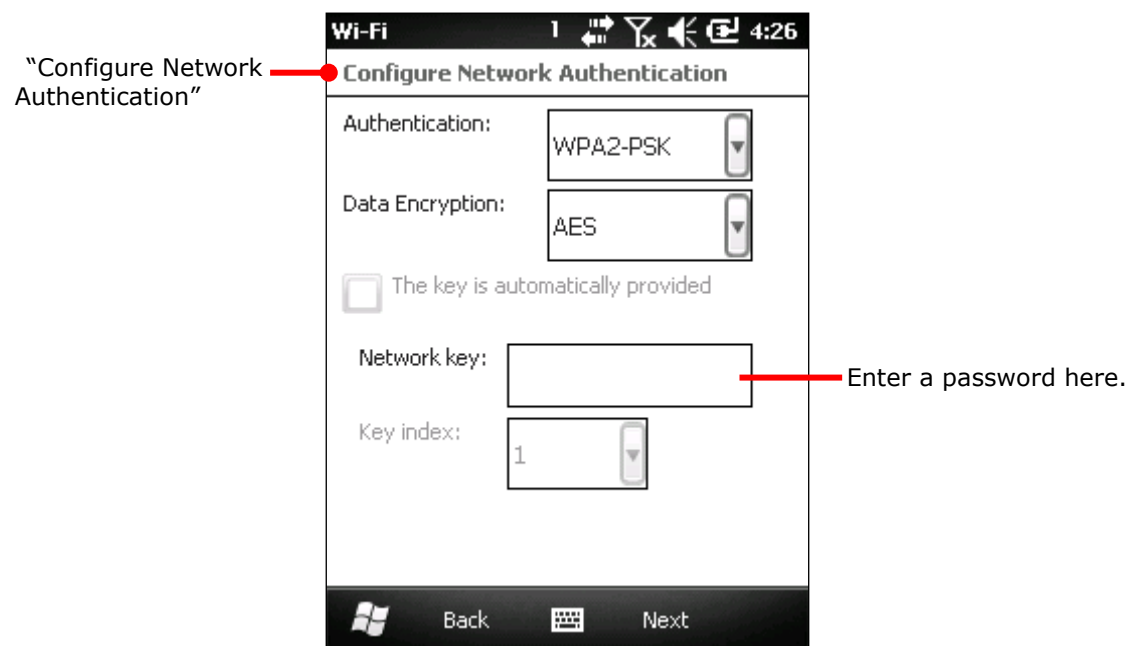 Wi-Fi 1 4:26
“Configure Network
Authentication”
Configure Network Authentication
Authentication:
WPA2-PSK
Data Encryption:
AES
The key is automatically provided
Network key:
Enter a password here.
Key index:
1
Back Next